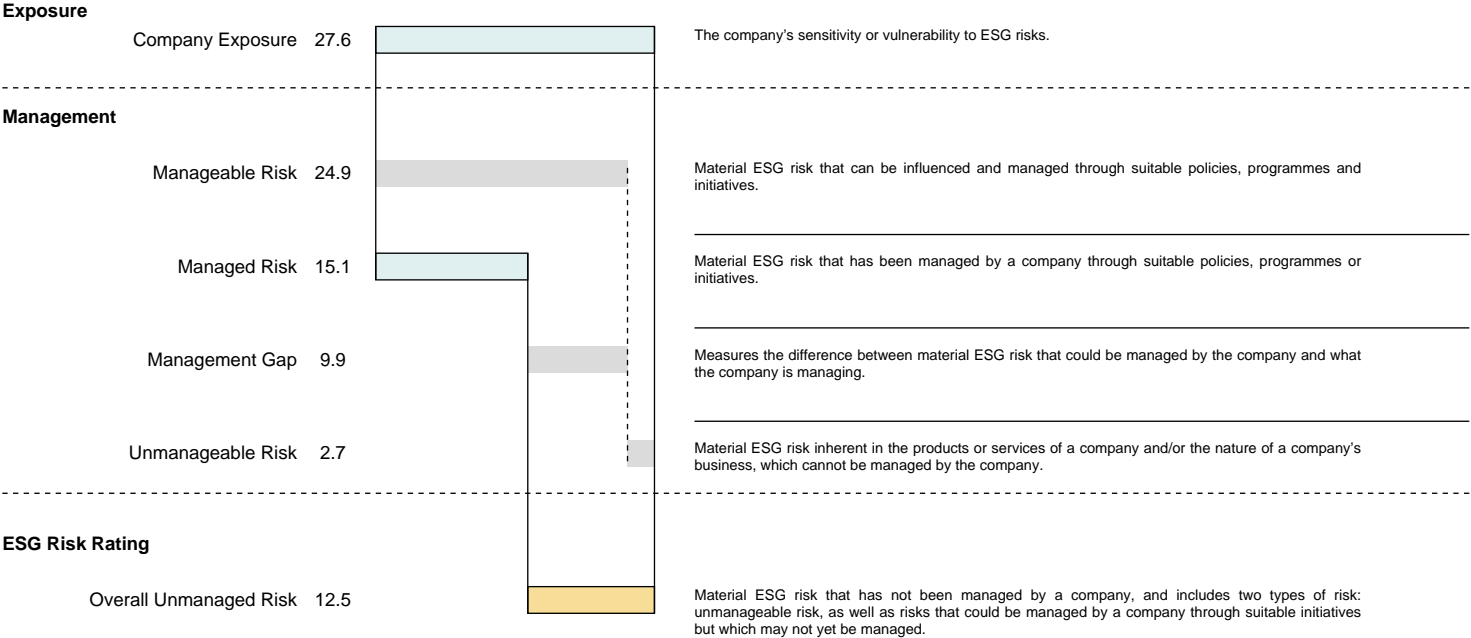 Exposure
Company Exposure 27.6
The company’s sensitivity or vulnerability to ESG risks.
Management
Manageable Risk 24.9
Material ESG risk that can be influenced and managed through suitable policies, programmes and
initiatives.
Managed Risk 15.1
Material ESG risk that has been managed by a company through suitable policies, programmes or
initiatives.
Management Gap 9.9
Measures the difference between material ESG risk that could be managed by the company and what
the company is managing.
Unmanageable Risk 2.7
Material ESG risk inherent in the products or services of a company and/or the nature of a company’s
business, which cannot be managed by the company.
ESG Risk Rating
Overall Unmanaged Risk 12.5
Material ESG risk that has not been managed by a company, and includes two types of risk:
unmanageable risk, as well as risks that could be managed by a company through suitable initiatives
but which may not yet be managed.